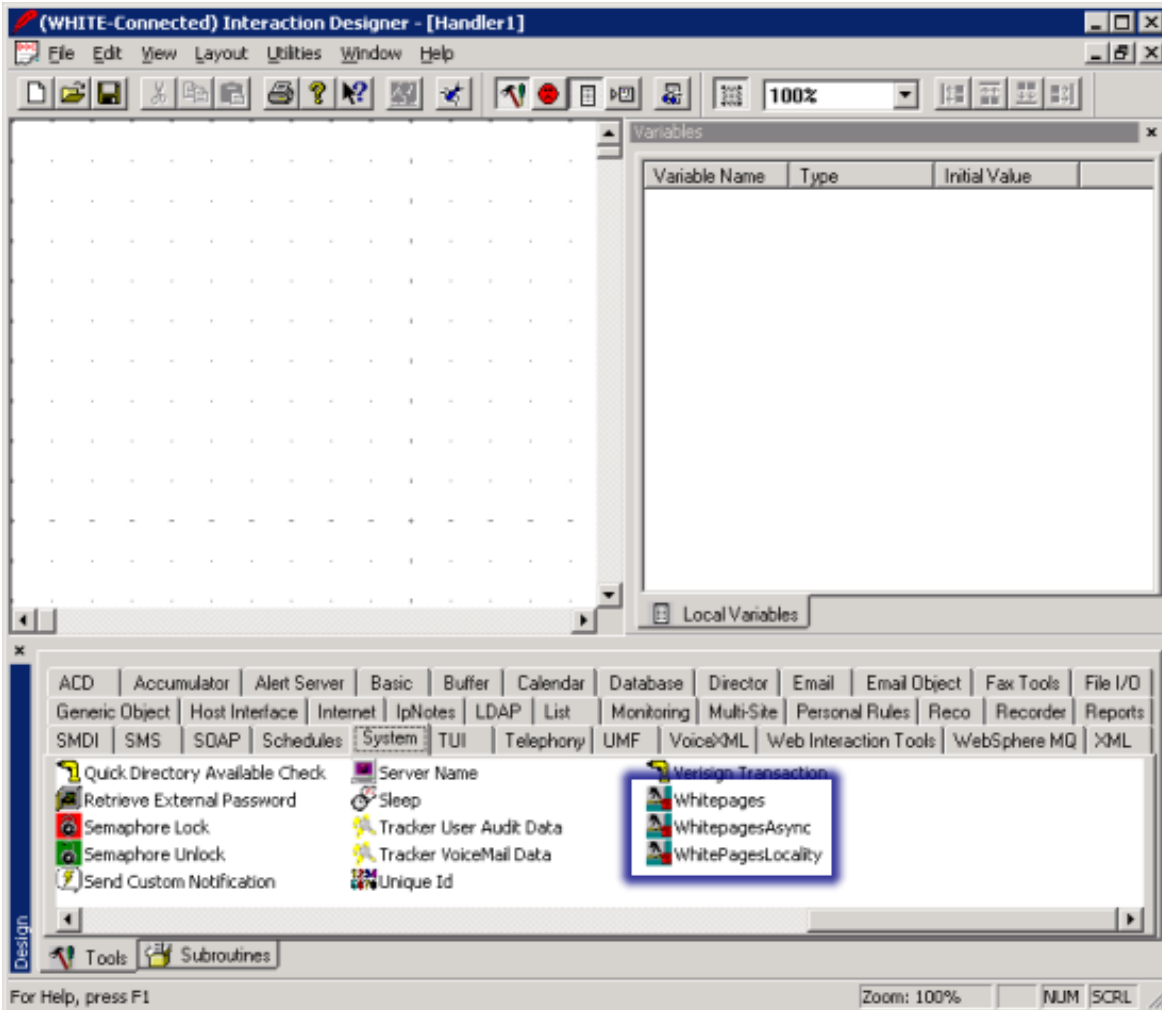 (WHITE-Connected) Interaction Designer - [Handler1]
File Edit View Layout Utilities Window Help
100%
Variables
Variable Name Type Initial Value
Local Variables
ACD Accumulator Alert Server Basic Buffer Calendar Database Director Email Email Object Fax Tools File I/O
Generic Object Host Interface Internet IpNotes LDAP List Monitoring Multi-Site Personal Rules Reco Recorder Reports
SMDI SMS SOAP Schedules System TUI Telephony UMF VoiceXML Web Interaction Tools WebSphere MQ XML
Quick Directory Available Check Server Name Verisign Transaction
Retrieve External Password Sleep Whitepages
Semaphore Lock Tracker User Audit Data WhitepagesAsync
Semaphore Unlock Tracker VoiceMail Data WhitePagesLocality
Send Custom Notification Unique Id
Design
Tools Subroutines
For Help, press F1 Zoom: 100% NUM SCRL